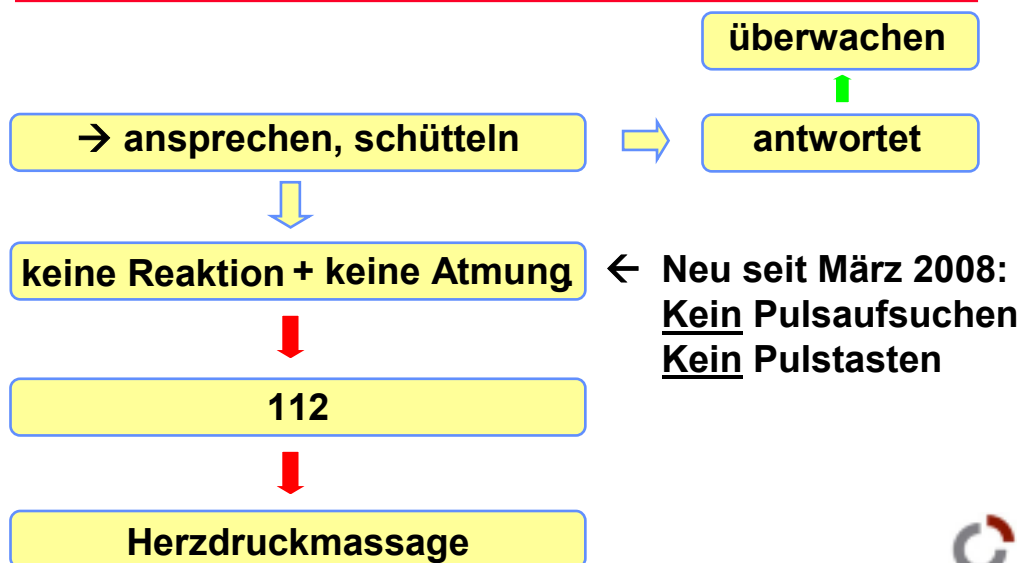 überwachen
→ ansprechen, schütteln
antwortet
keine Reaktion + keine Atmung.
← Neu seit März 2008:
Kein Pulsaufsuchen
Kein Pulstasten
112
Herzdruckmassage